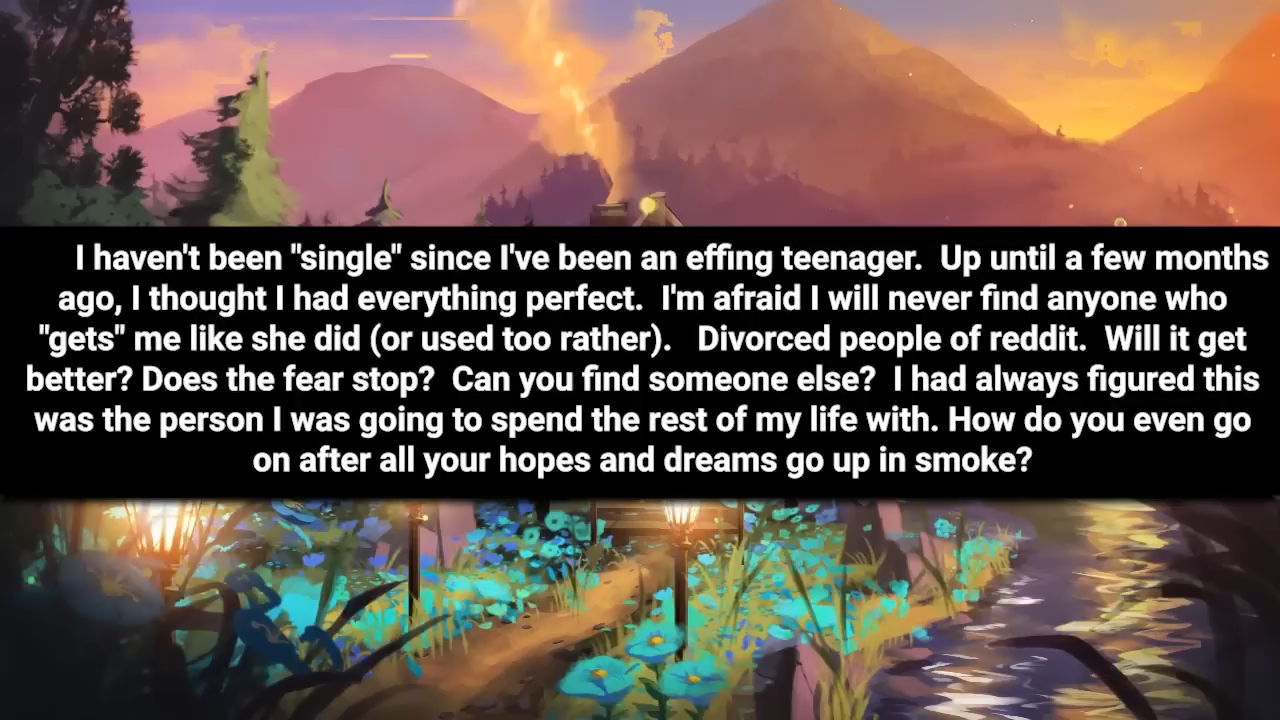 I haven't been "single" since I've been an effing teenager.  Up until a few months
ago, I thought I had everything perfect.  I'm afraid I will never find anyone who
"gets" me like she did (or used too rather).   Divorced people of reddit.  Will it get
better? Does the fear stop?  Can you find someone else?  I had always figured this
was the person I was going to spend the rest of my life with. How do you even go
on after all your hopes and dreams go up in smoke?